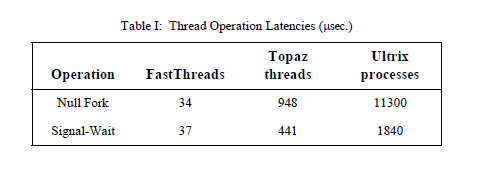 Table I: Thread Operation Latencies (μsec.)
Topaz Ultrix
Operation FastThreads threads processes
Null Fork 34 948 11300
Signal-Wait 37 441 1840